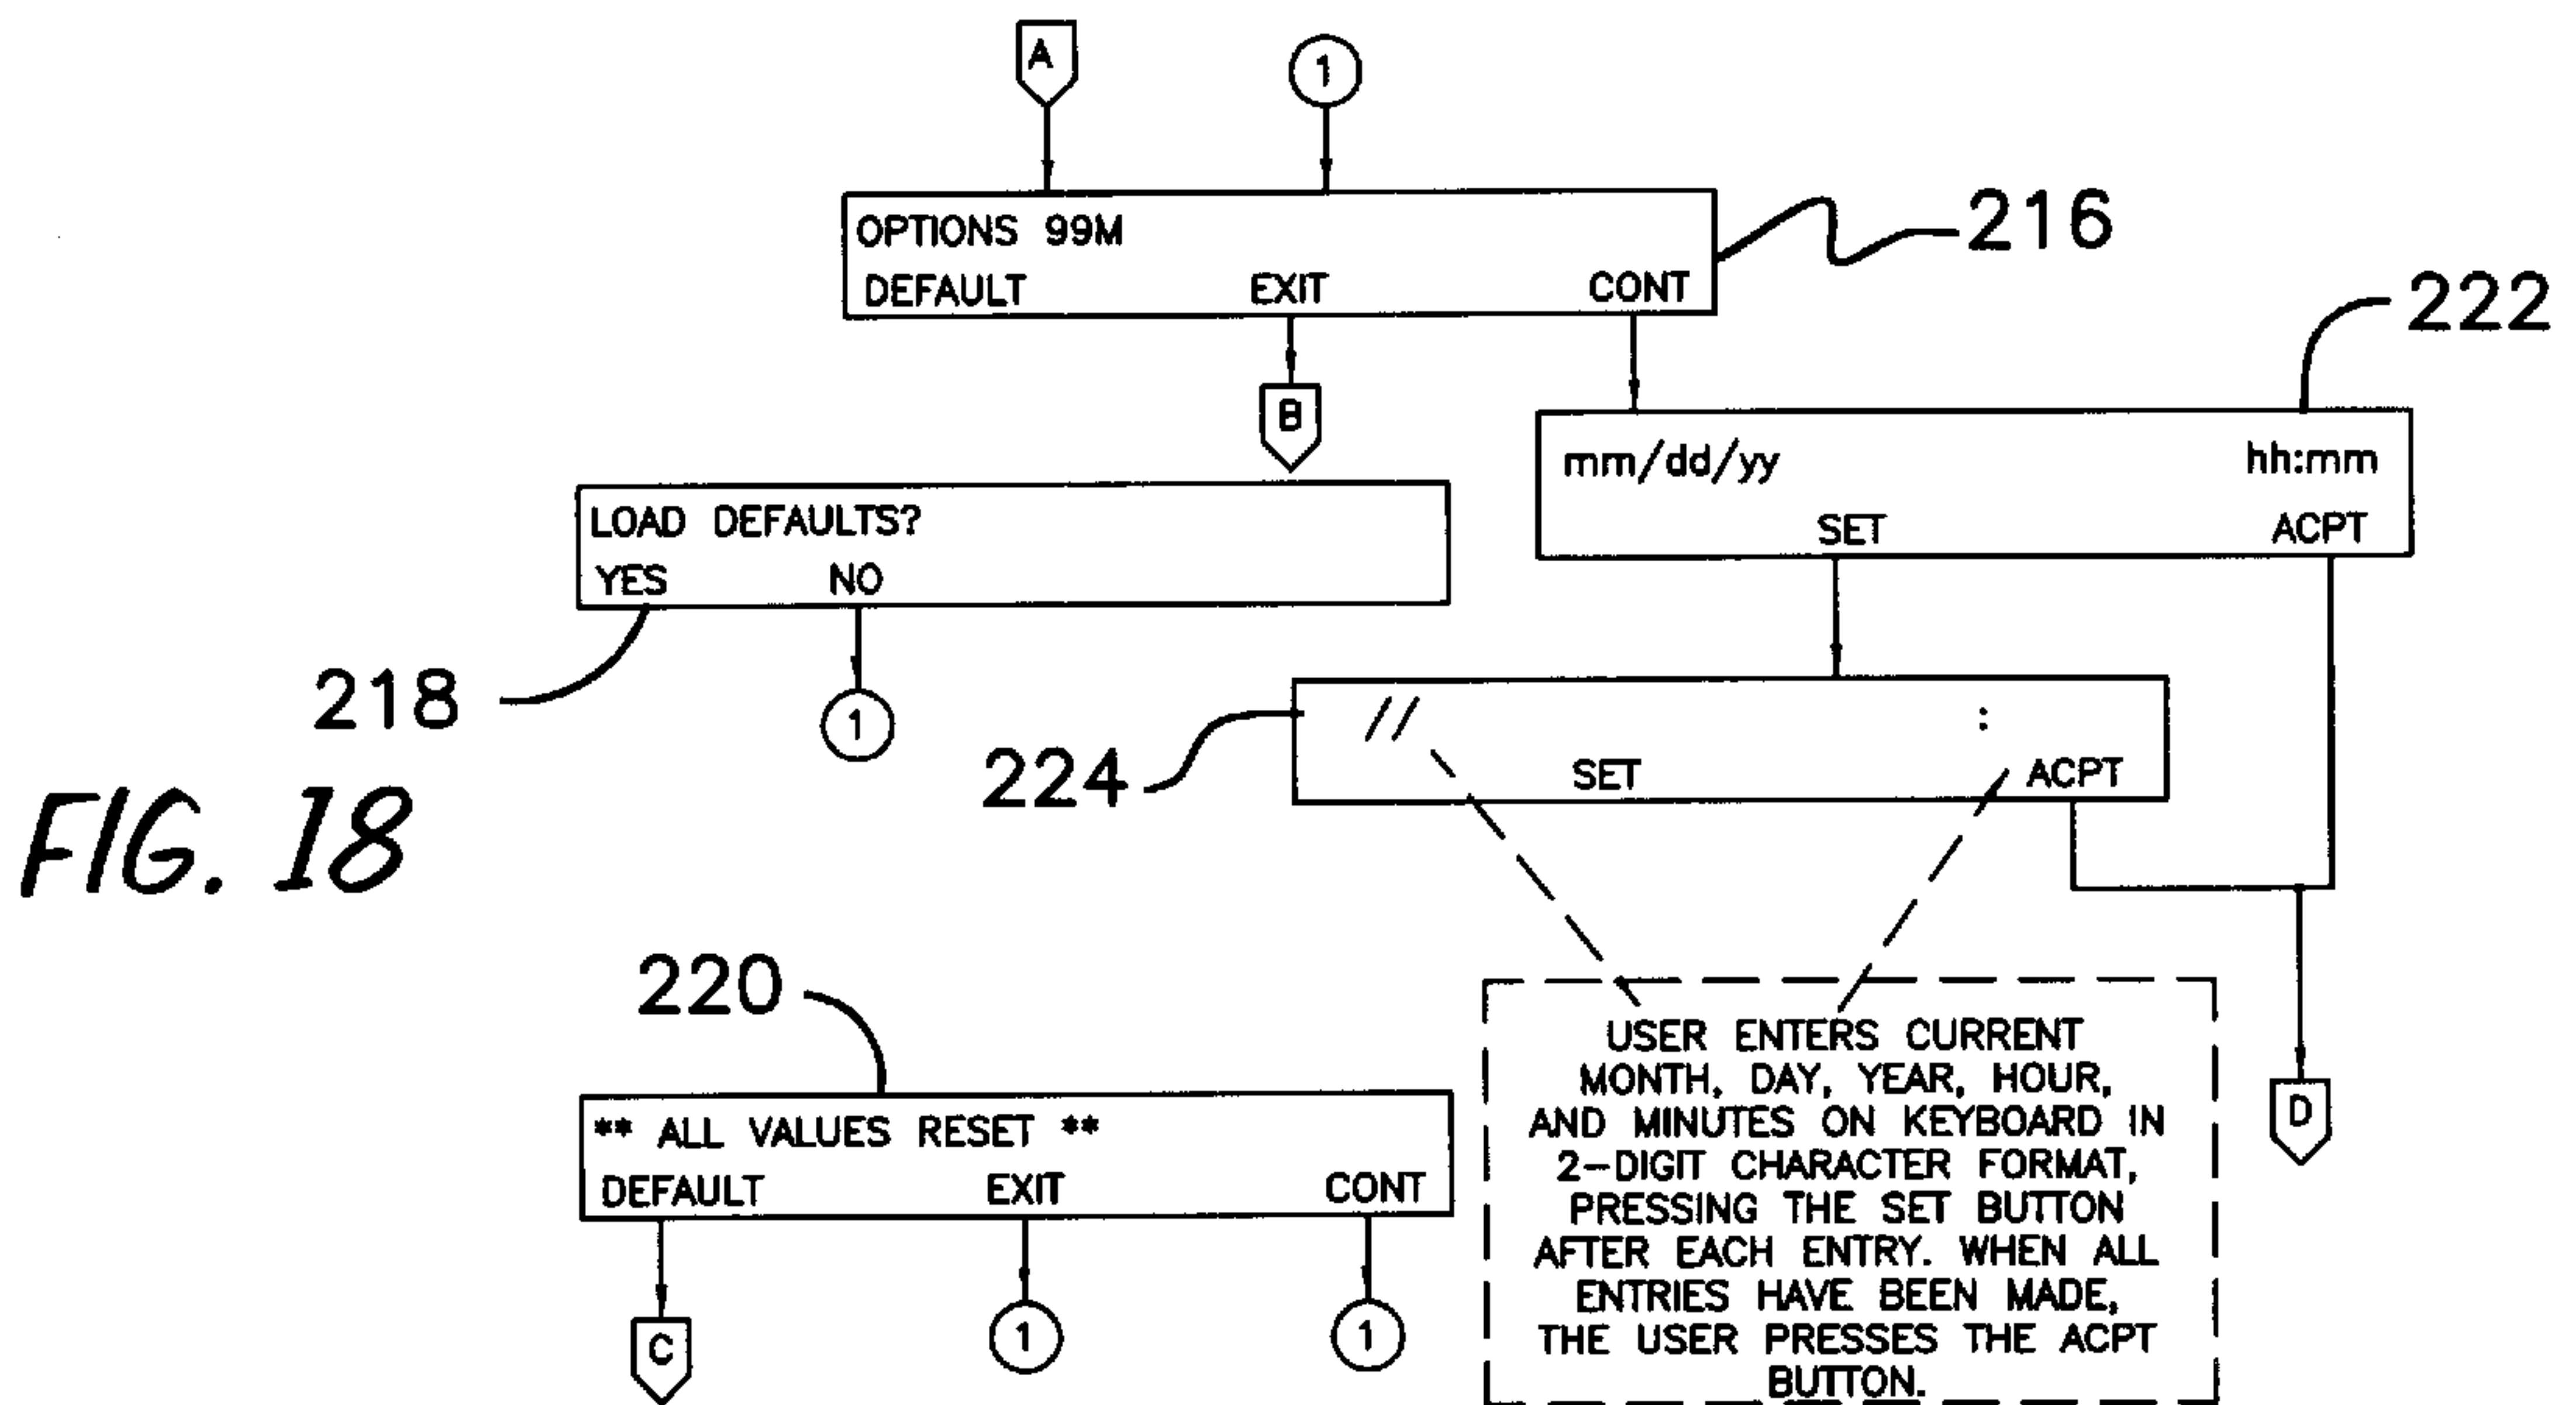 A
1
OPTIONS 99M
DEFAULT EXIT CONT
216
B
222
mm/dd/yy hh:mm
SET ACPT
LOAD DEFAULTS?
YES NO
218
1
224
// :
SET ACPT
FIG. 18
220
** ALL VALUES RESET **
DEFAULT EXIT CONT
C
1
1
USER ENTERS CURRENT
MONTH, DAY, YEAR, HOUR,
AND MINUTES ON KEYBOARD IN
2-DIGIT CHARACTER FORMAT,
PRESSING THE SET BUTTON
AFTER EACH ENTRY. WHEN ALL
ENTRIES HAVE BEEN MADE,
THE USER PRESSES THE ACPT
BUTTON.
D